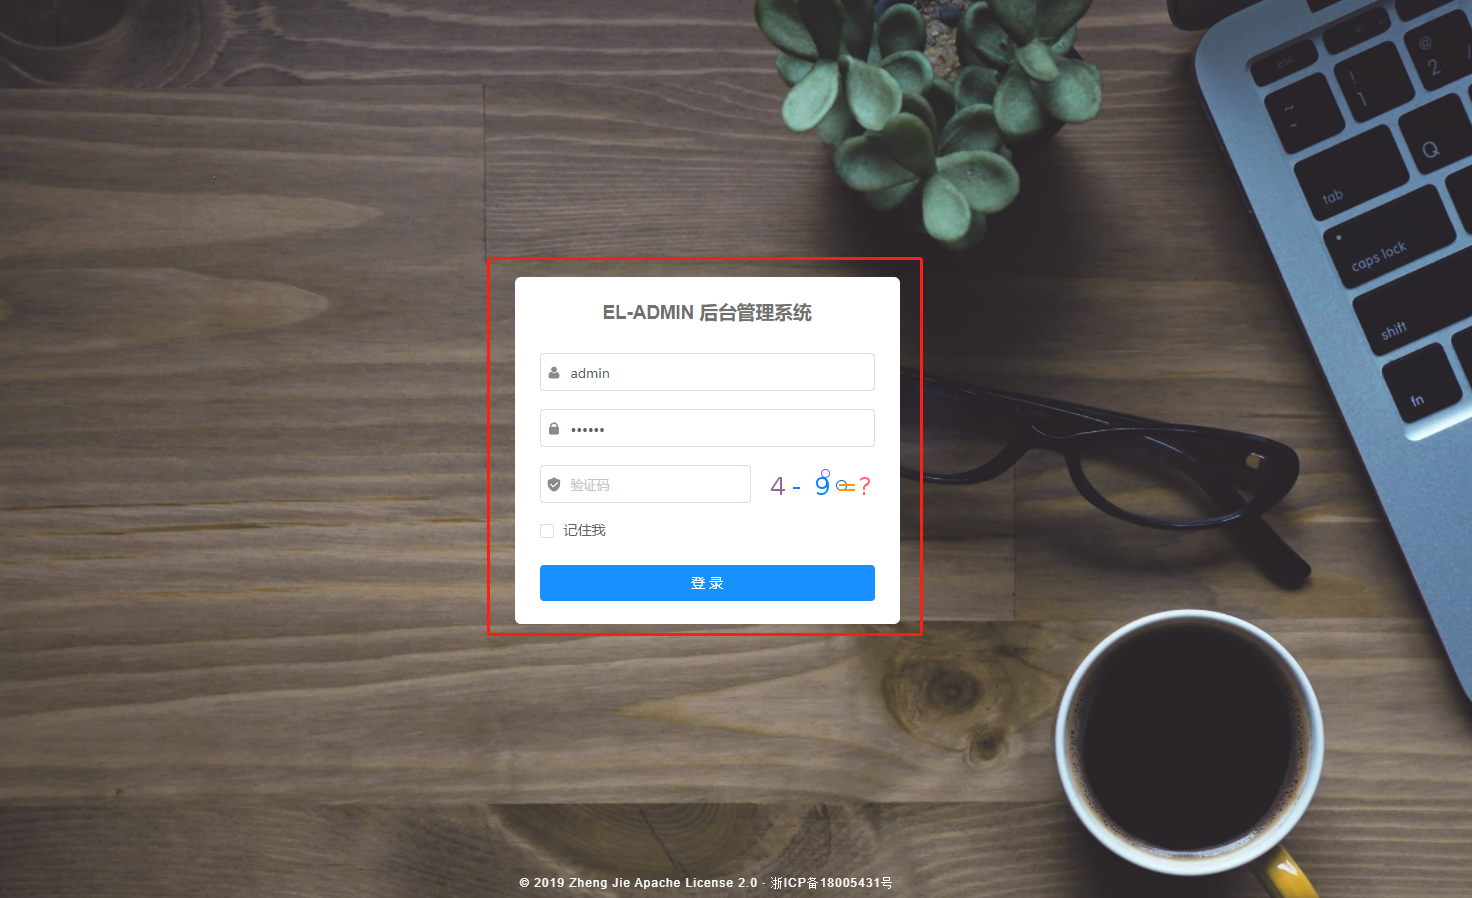 esc
~
!
1
@
2
tab
Q
caps lock
shift
fn
EL-ADMIN 后台管理系统
admin
••••••
验证码
4 - 9 = ?
记住我
登 录
© 2019 Zheng Jie Apache License 2.0 · 浙ICP备18005431号